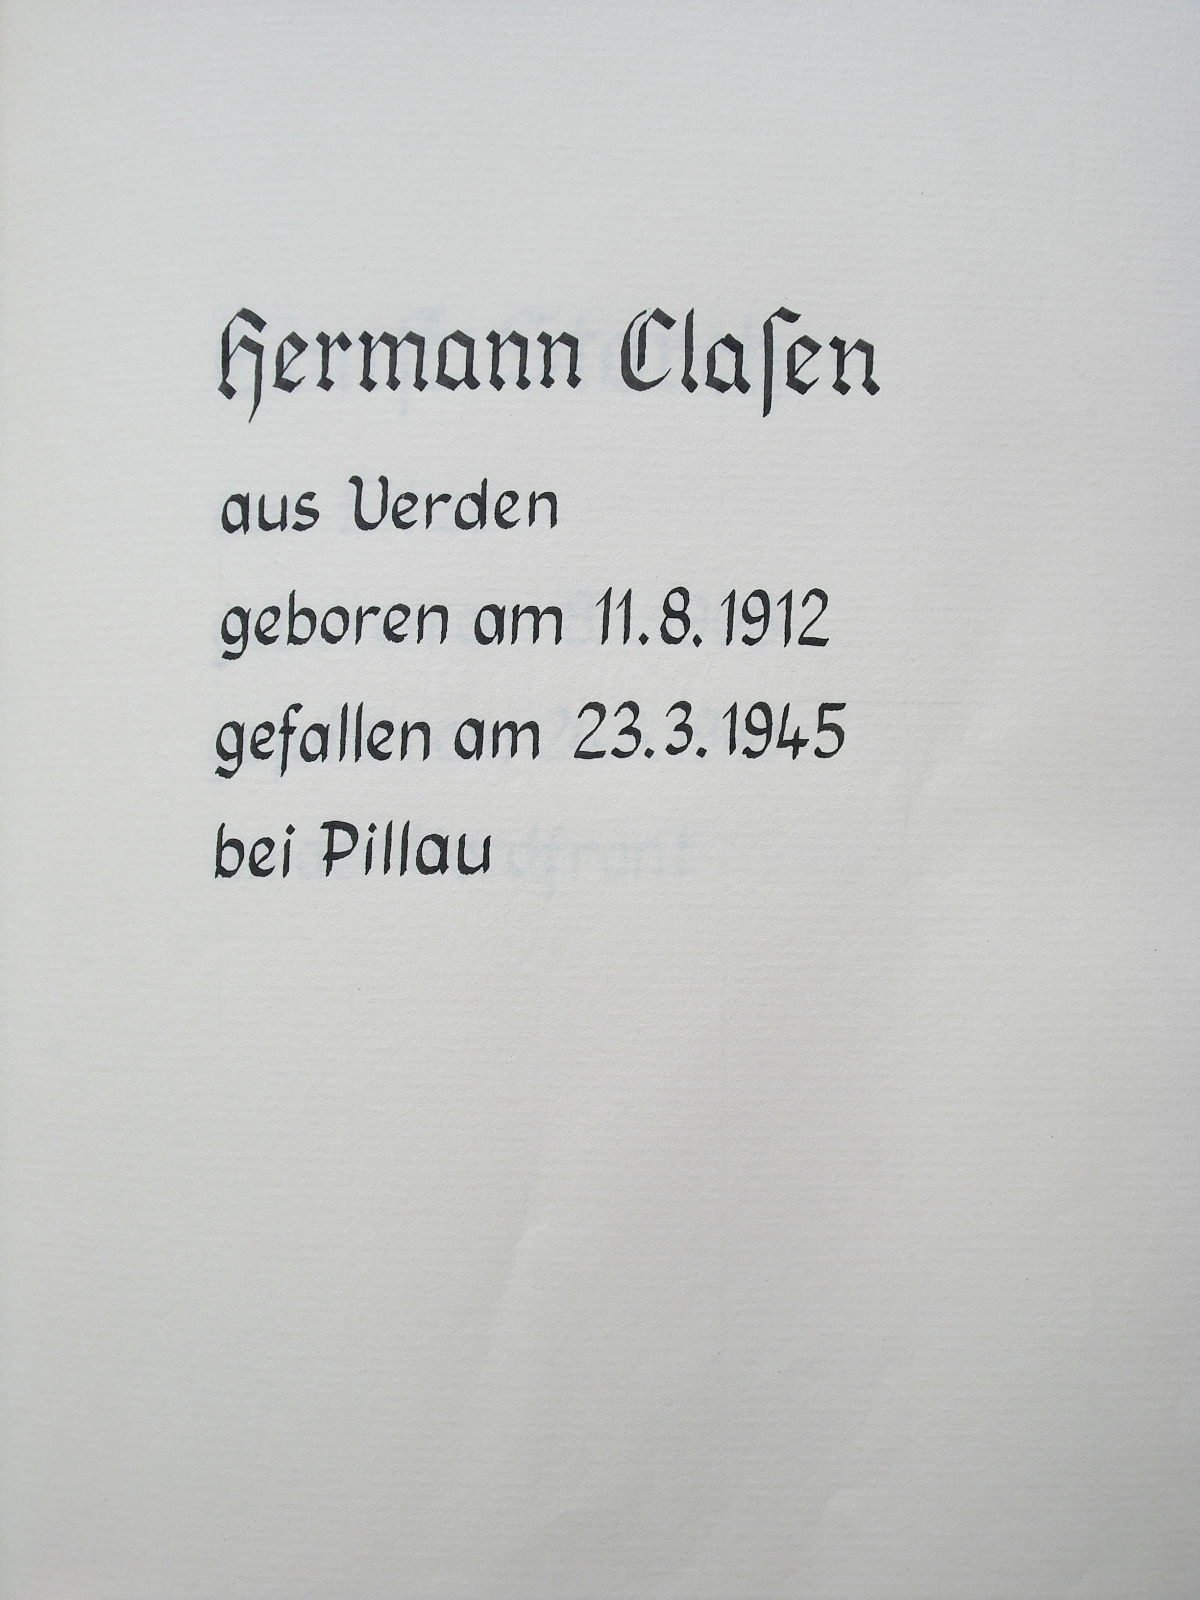 Hermann Claſen
aus Verden
geboren am 11.8.1912
gefallen am 23.3.1945
bei Pillau